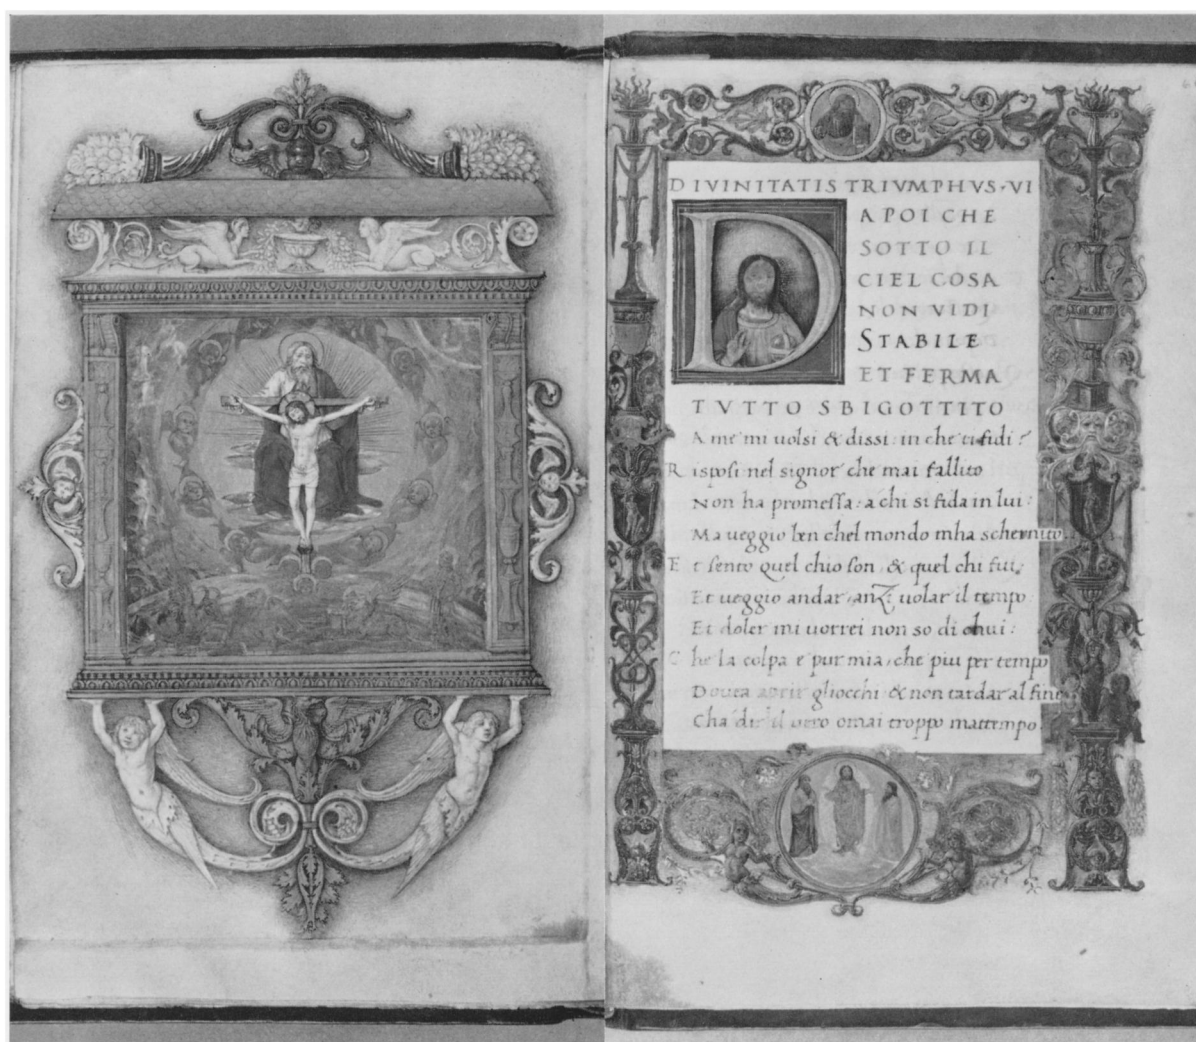 DIVINITATIS TRIVMPHVS·VI
DA POI CHE
SOTTO IL
CIEL COSA
NON VIDI
STABILE
ET FERMA
TVTTO SBIGOTTITO
A me mi uolsi & dissi: in che ti fidi?
Risposi nel signor che mai fallito
Non ha promessa: a chi si fida in lui:
Ma ueggio ben chel mondo mha schernito.
Et sento quel chio son, & quel chi fui,
Et ueggio andar, anzi uolar il tempo
Et doler mi uorrei non so di chui:
Che la colpa e pur mia, che piu per tempo
Douea aprir gliocchi & non tardar al fine
Cha dir il uero omai troppo mattempo.